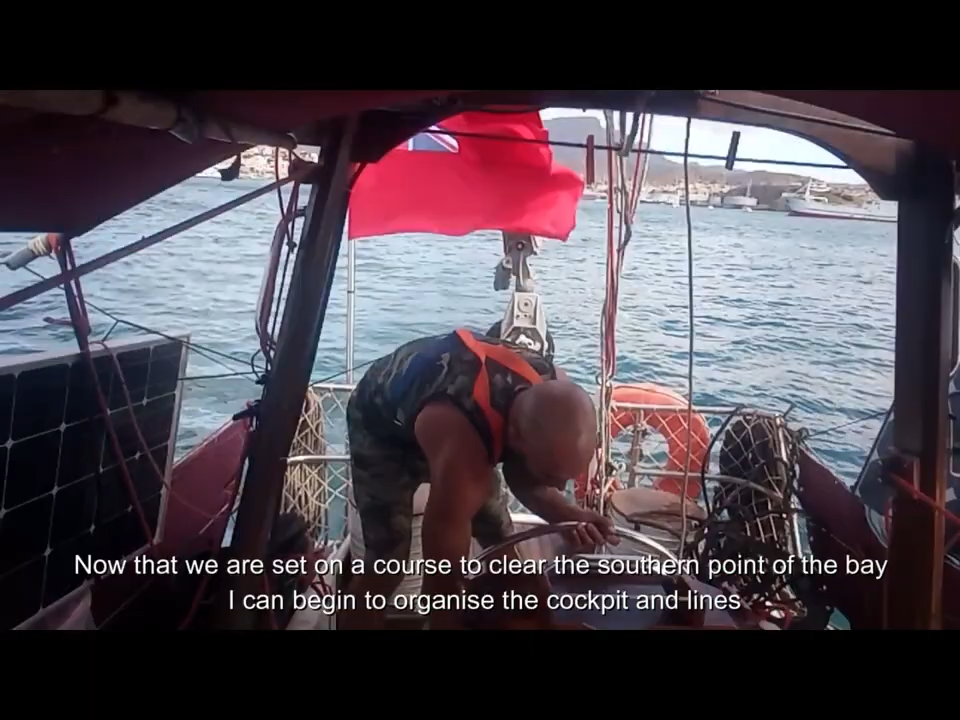 Now that we are set on a course to clear the southern point of the bay
I can begin to organise the cockpit and lines